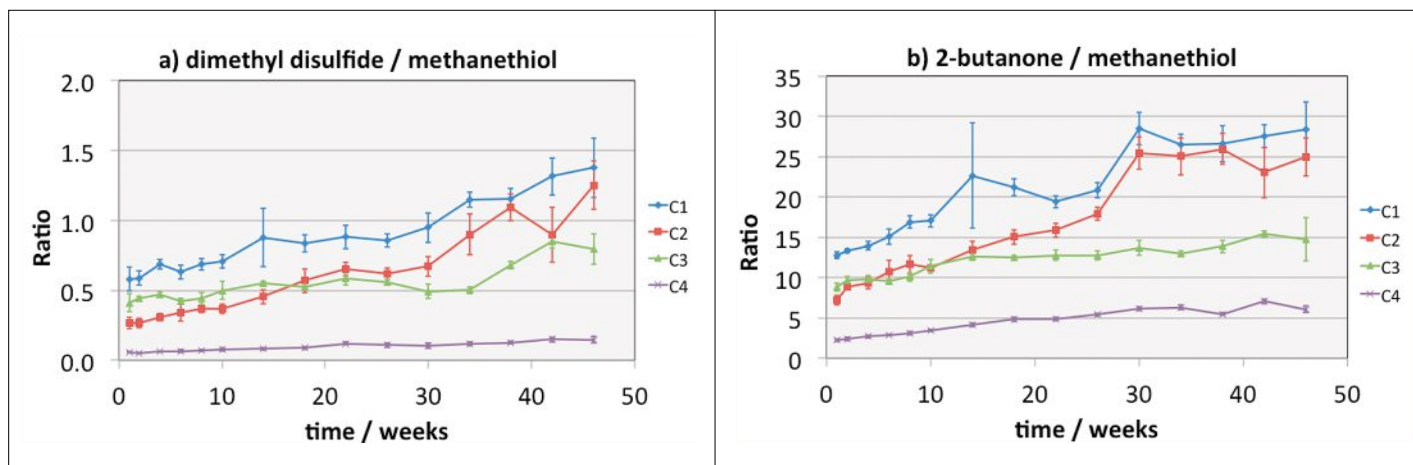 a) dimethyl disulfide / methanethiol
2.0
1.5
1.0
0.5
0.0
Ratio
0 10 20 30 40 50
time / weeks
C1
C2
C3
C4
b) 2-butanone / methanethiol
35
30
25
20
15
10
5
0
Ratio
0 10 20 30 40 50
time / weeks
C1
C2
C3
C4